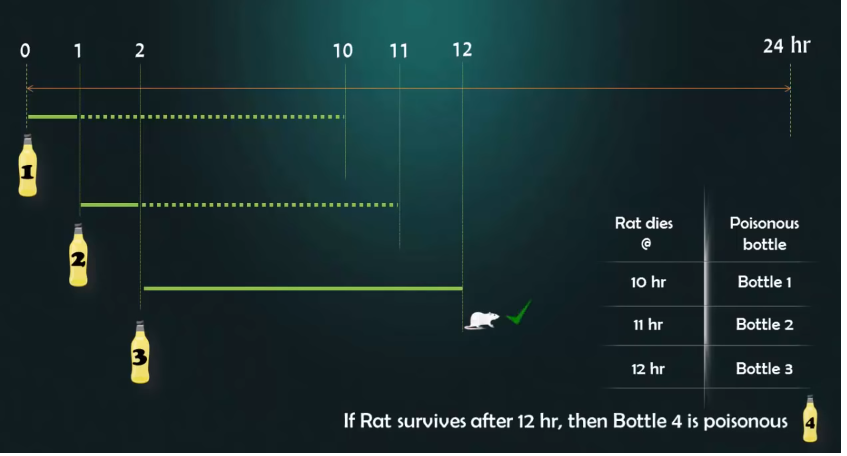 0 1 2 10 11 12 24 hr
1
2
3
Rat dies @ Poisonous bottle
10 hr Bottle 1
11 hr Bottle 2
12 hr Bottle 3
If Rat survives after 12 hr, then Bottle 4 is poisonous
4